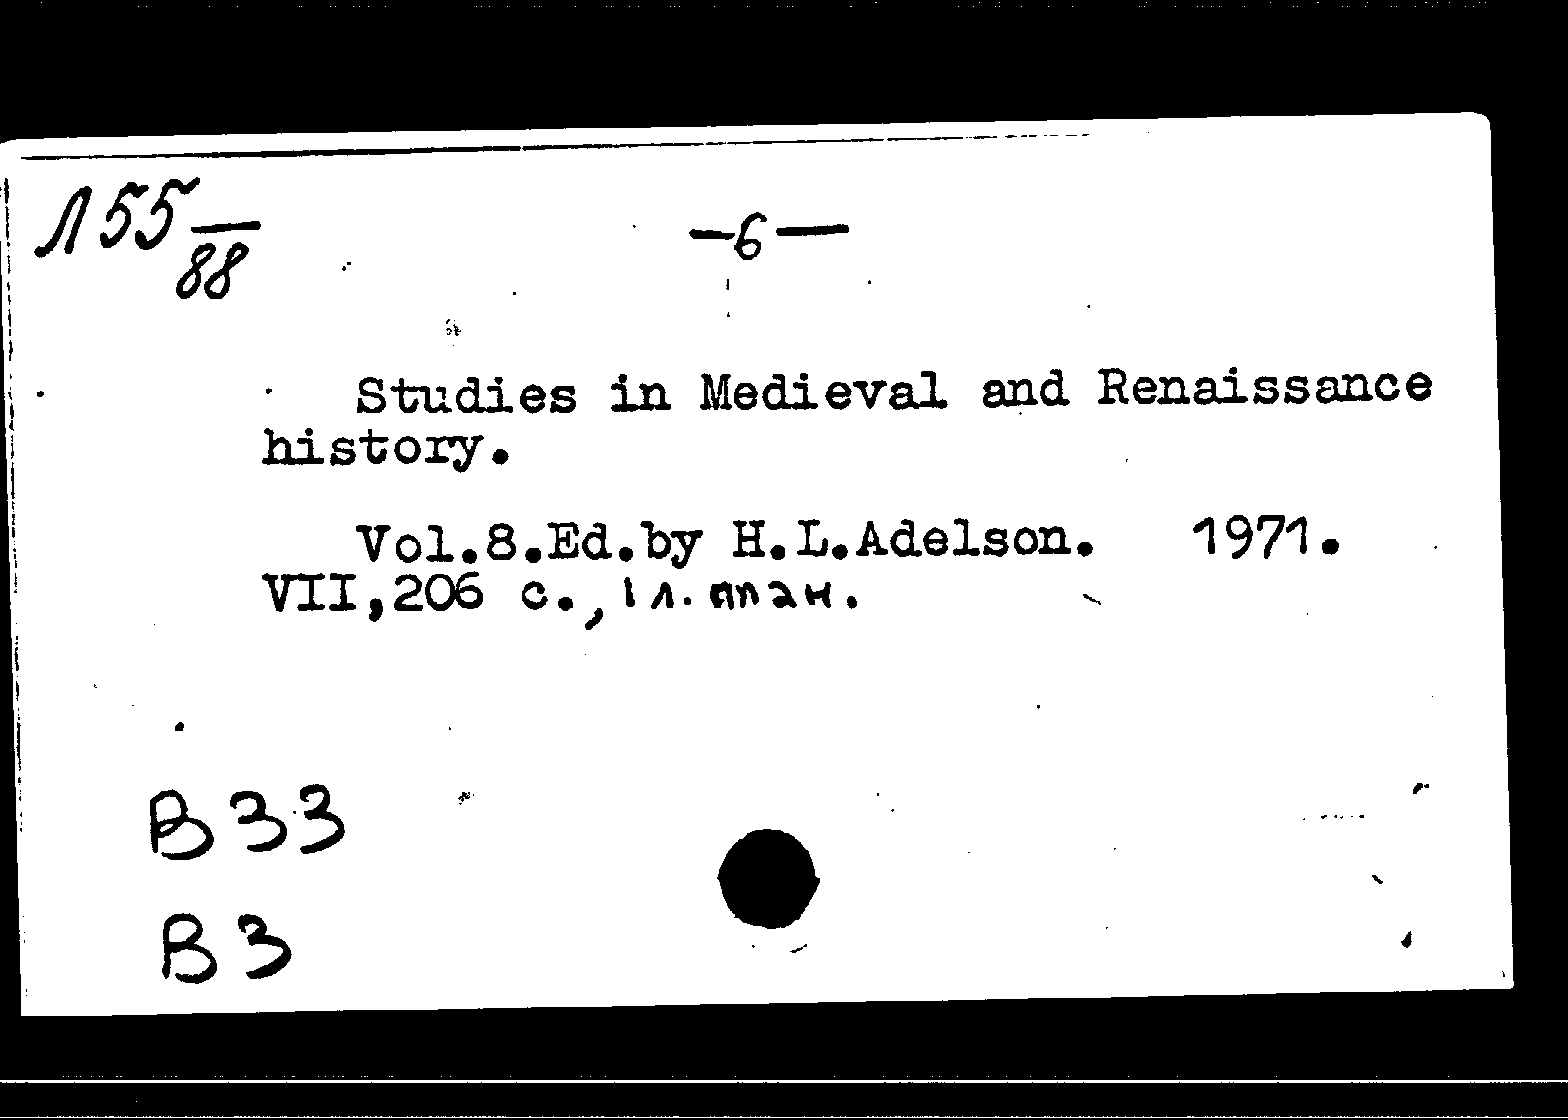 Л55/88
—6—
Studies in Medieval and Renaissance
history.
Vol.8.Ed.by H.L.Adelson. 1971.
VII,206 с., 1 л. план.
В33
В3